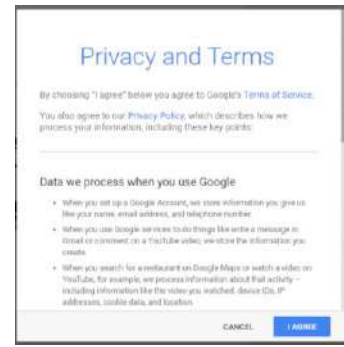 Privacy and Terms
By choosing "I agree" below you agree to Google's Terms of Service.
You also agree to our Privacy Policy, which describes how we
process your information, including these key points:
Data we process when you use Google
• When you set up a Google Account, we store information you give us
like your name, email address, and telephone number.
• When you use Google services to do things like write a message in
Gmail or comment on a YouTube video, we store the information you
create.
• When you search for a restaurant on Google Maps or watch a video on
YouTube, for example, we process information about that activity –
including information like the video you watched, device IDs, IP
addresses, cookie data, and location.
CANCEL I AGREE